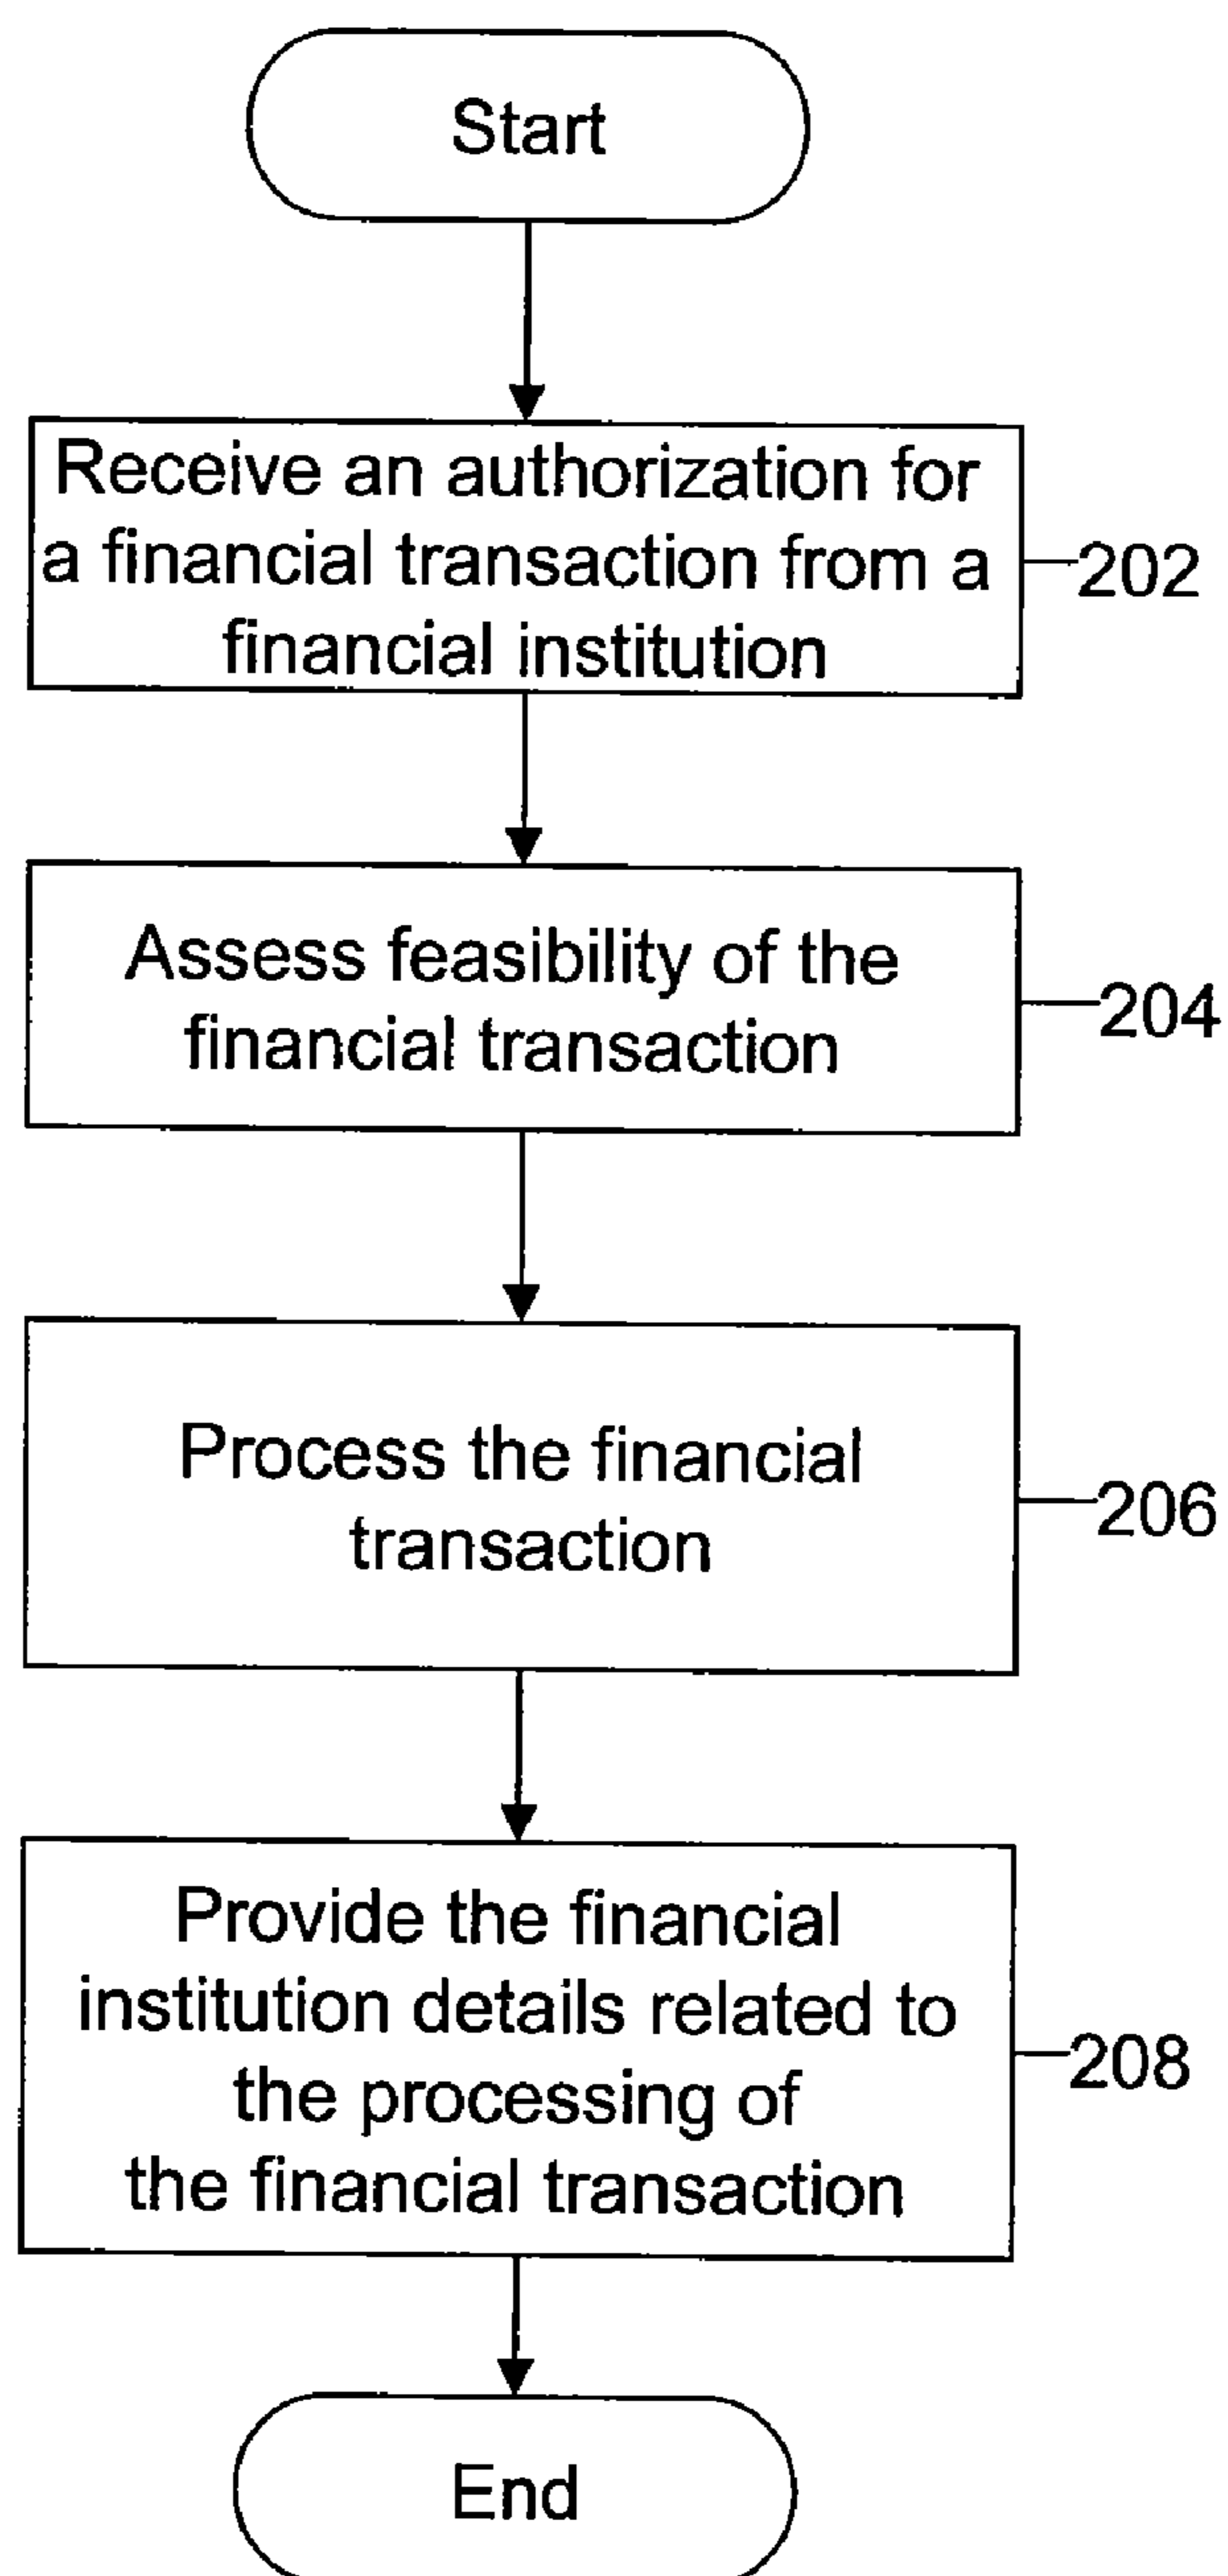 Start
Receive an authorization for
a financial transaction from a
financial institution
202
Assess feasibility of the
financial transaction
204
Process the financial
transaction
206
Provide the financial
institution details related to
the processing of
the financial transaction
208
End